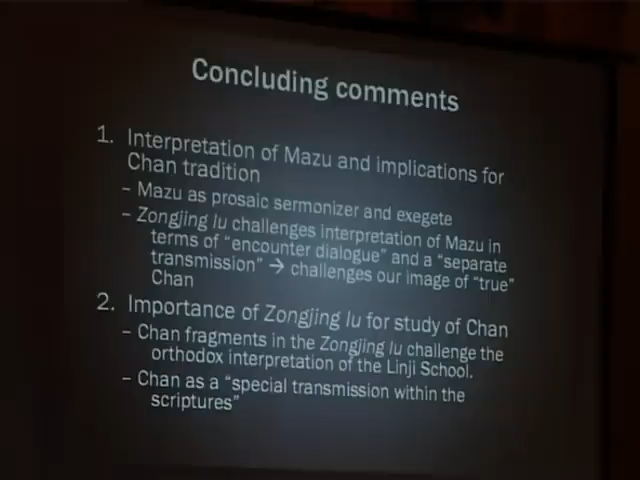 Concluding comments
1. Interpretation of Mazu and implications for
Chan tradition
– Mazu as prosaic sermonizer and exegete
– Zongjing lu challenges interpretation of Mazu in
terms of "encounter dialogue" and a "separate
transmission" → challenges our image of "true"
Chan
2. Importance of Zongjing lu for study of Chan
– Chan fragments in the Zongjing lu challenge the
orthodox interpretation of the Linji School.
– Chan as a "special transmission within the
scriptures"